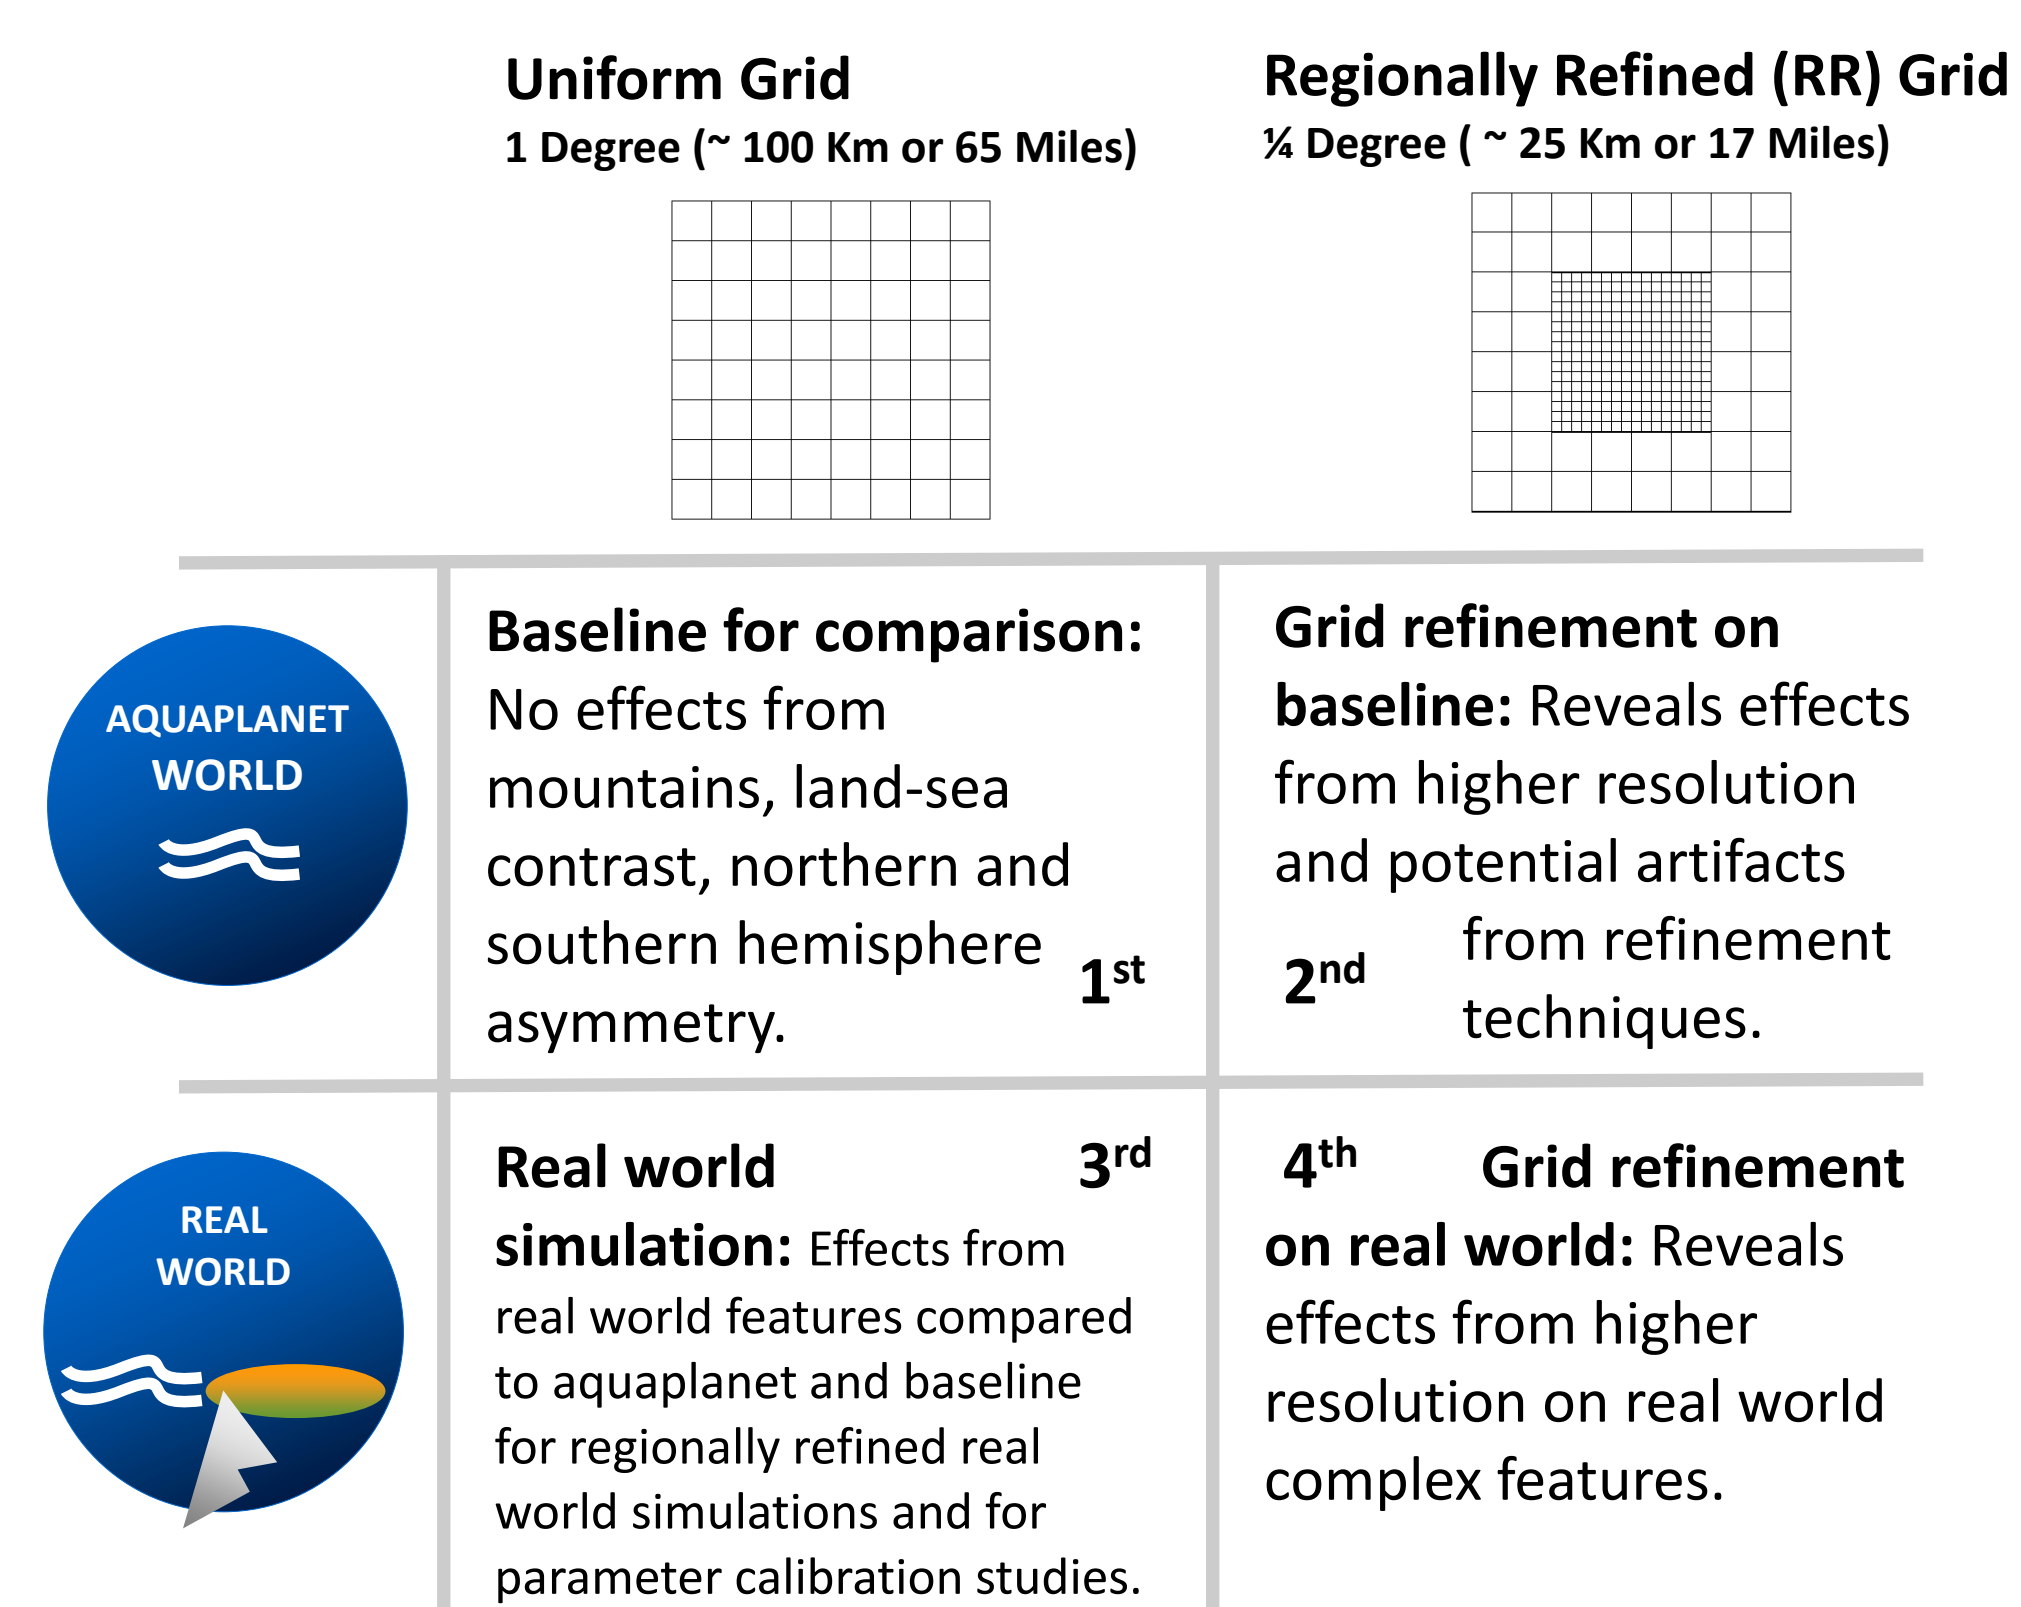 Uniform Grid
1 Degree (~ 100 Km or 65 Miles)
Regionally Refined (RR) Grid
¼ Degree ( ~ 25 Km or 17 Miles)
AQUAPLANET
WORLD
Baseline for comparison:
No effects from
mountains, land-sea
contrast, northern and
southern hemisphere
asymmetry.
1st
Grid refinement on
baseline: Reveals effects
from higher resolution
and potential artifacts
from refinement
techniques.
2nd
REAL
WORLD
Real world
simulation: Effects from
real world features compared
to aquaplanet and baseline
for regionally refined real
world simulations and for
parameter calibration studies.
3rd
4th
Grid refinement
on real world: Reveals
effects from higher
resolution on real world
complex features.